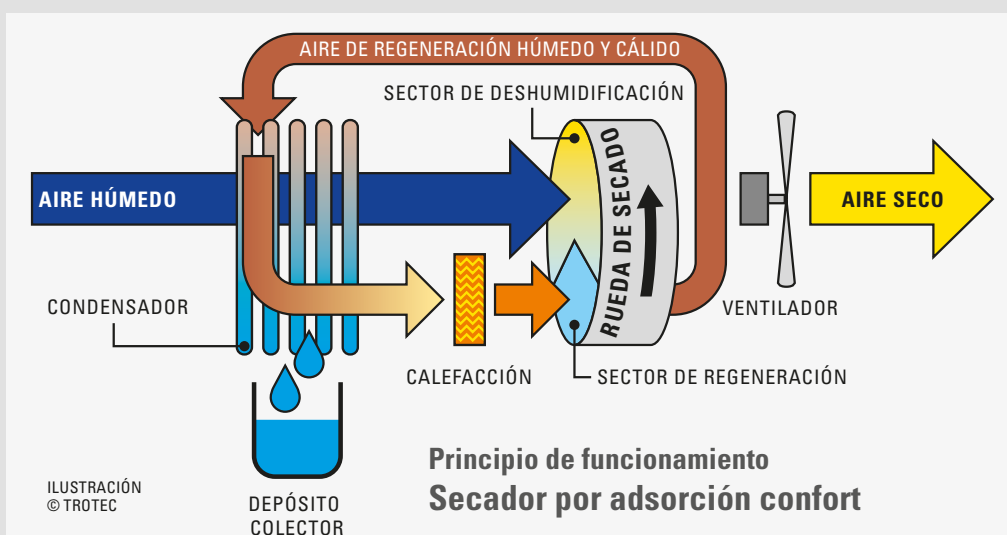 AIRE DE REGENERACIÓN HÚMEDO Y CÁLIDO
SECTOR DE DESHUMIDIFICACIÓN
AIRE HÚMEDO
RUEDA DE SECADO
AIRE SECO
CONDENSADOR
VENTILADOR
CALEFACCIÓN
SECTOR DE REGENERACIÓN
Principio de funcionamiento
Secador por adsorción confort
ILUSTRACIÓN
© TROTEC
DEPÓSITO
COLECTOR